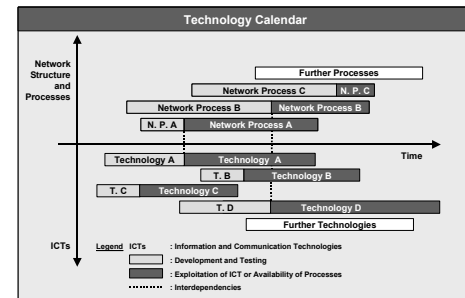 Technology Calendar
Network
Structure
and
Processes
Further Processes
Network Process C
N. P. C
Network Process B
Network Process B
N. P. A
Network Process A
Time
Technology A
Technology A
T. B
Technology B
T. C
Technology C
T. D
Technology D
Further Technologies
ICTs
Legend ICTs : Information and Communication Technologies
: Development and Testing
: Exploitation of ICT or Availability of Processes
: Interdependencies